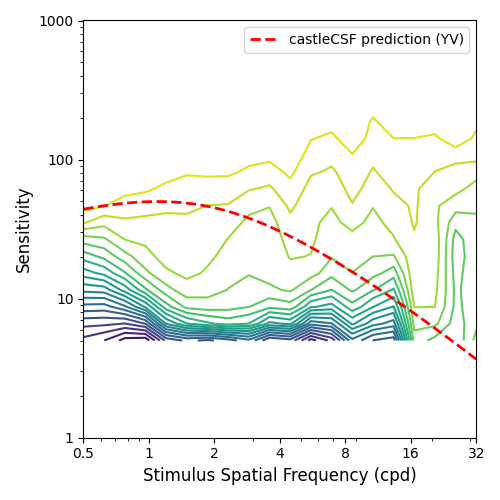 1000
castleCSF prediction (YV)
100
Sensitivity
10
1
0.5 1 2 4 8 16 32
Stimulus Spatial Frequency (cpd)